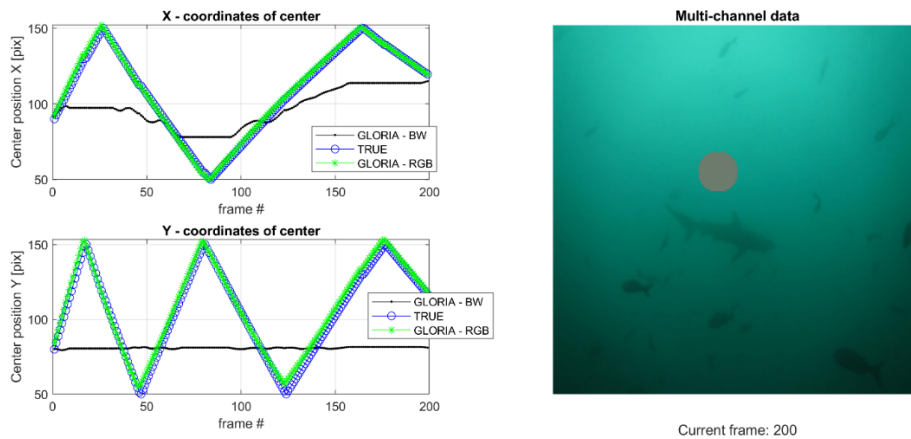 X - coordinates of center
Center position X [pix]
150
100
50
GLORIA - BW
TRUE
GLORIA - RGB
0
50
100
150
200
frame #
Y - coordinates of center
Center position Y [pix]
150
100
50
GLORIA - BW
TRUE
GLORIA - RGB
0
50
100
150
200
frame #
Multi-channel data
Current frame: 200